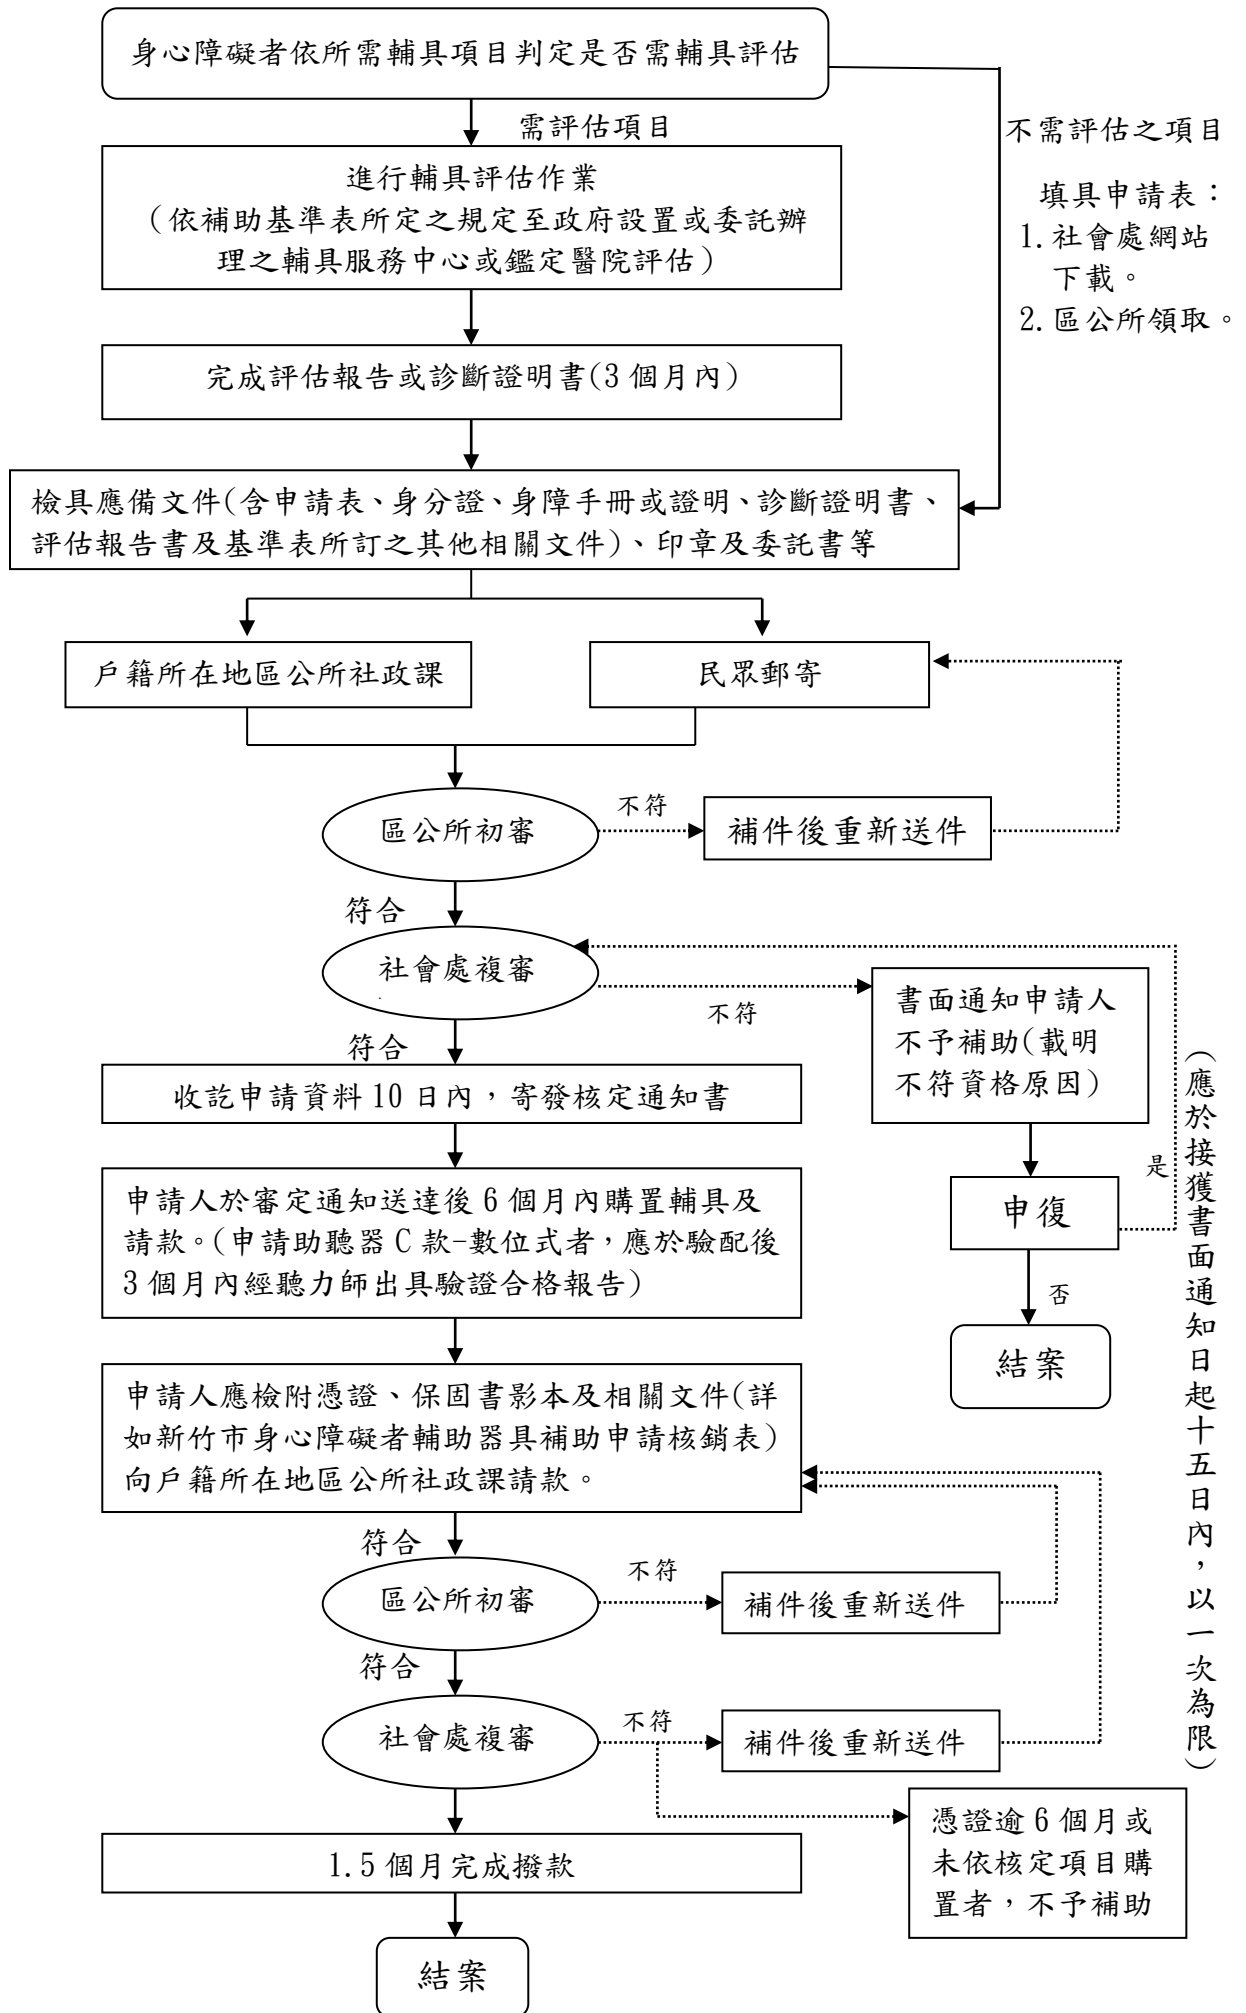 身心障礙者依所需輔具項目判定是否需輔具評估
需評估項目
不需評估之項目
進行輔具評估作業
（依補助基準表所定之規定至政府設置或委託辦
理之輔具服務中心或鑑定醫院評估）
填具申請表：
1.社會處網站
下載。
2.區公所領取。
完成評估報告或診斷證明書(3個月內)
檢具應備文件(含申請表、身分證、身障手冊或證明、診斷證明書、
評估報告書及基準表所訂之其他相關文件)、印章及委託書等
戶籍所在地區公所社政課
民眾郵寄
區公所初審
不符
補件後重新送件
符合
社會處複審
不符
書面通知申請人
不予補助(載明
不符資格原因)
符合
收訖申請資料10日內，寄發核定通知書
是
申復
（應於接獲書面通知日起十五日內，以一次為限）
申請人於審定通知送達後6個月內購置輔具及
請款。(申請助聽器C款-數位式者，應於驗配後
3個月內經聽力師出具驗證合格報告)
否
結案
申請人應檢附憑證、保固書影本及相關文件(詳
如新竹市身心障礙者輔助器具補助申請核銷表)
向戶籍所在地區公所社政課請款。
符合
區公所初審
不符
補件後重新送件
符合
社會處複審
不符
補件後重新送件
憑證逾6個月或
未依核定項目購
置者，不予補助
1.5個月完成撥款
結案